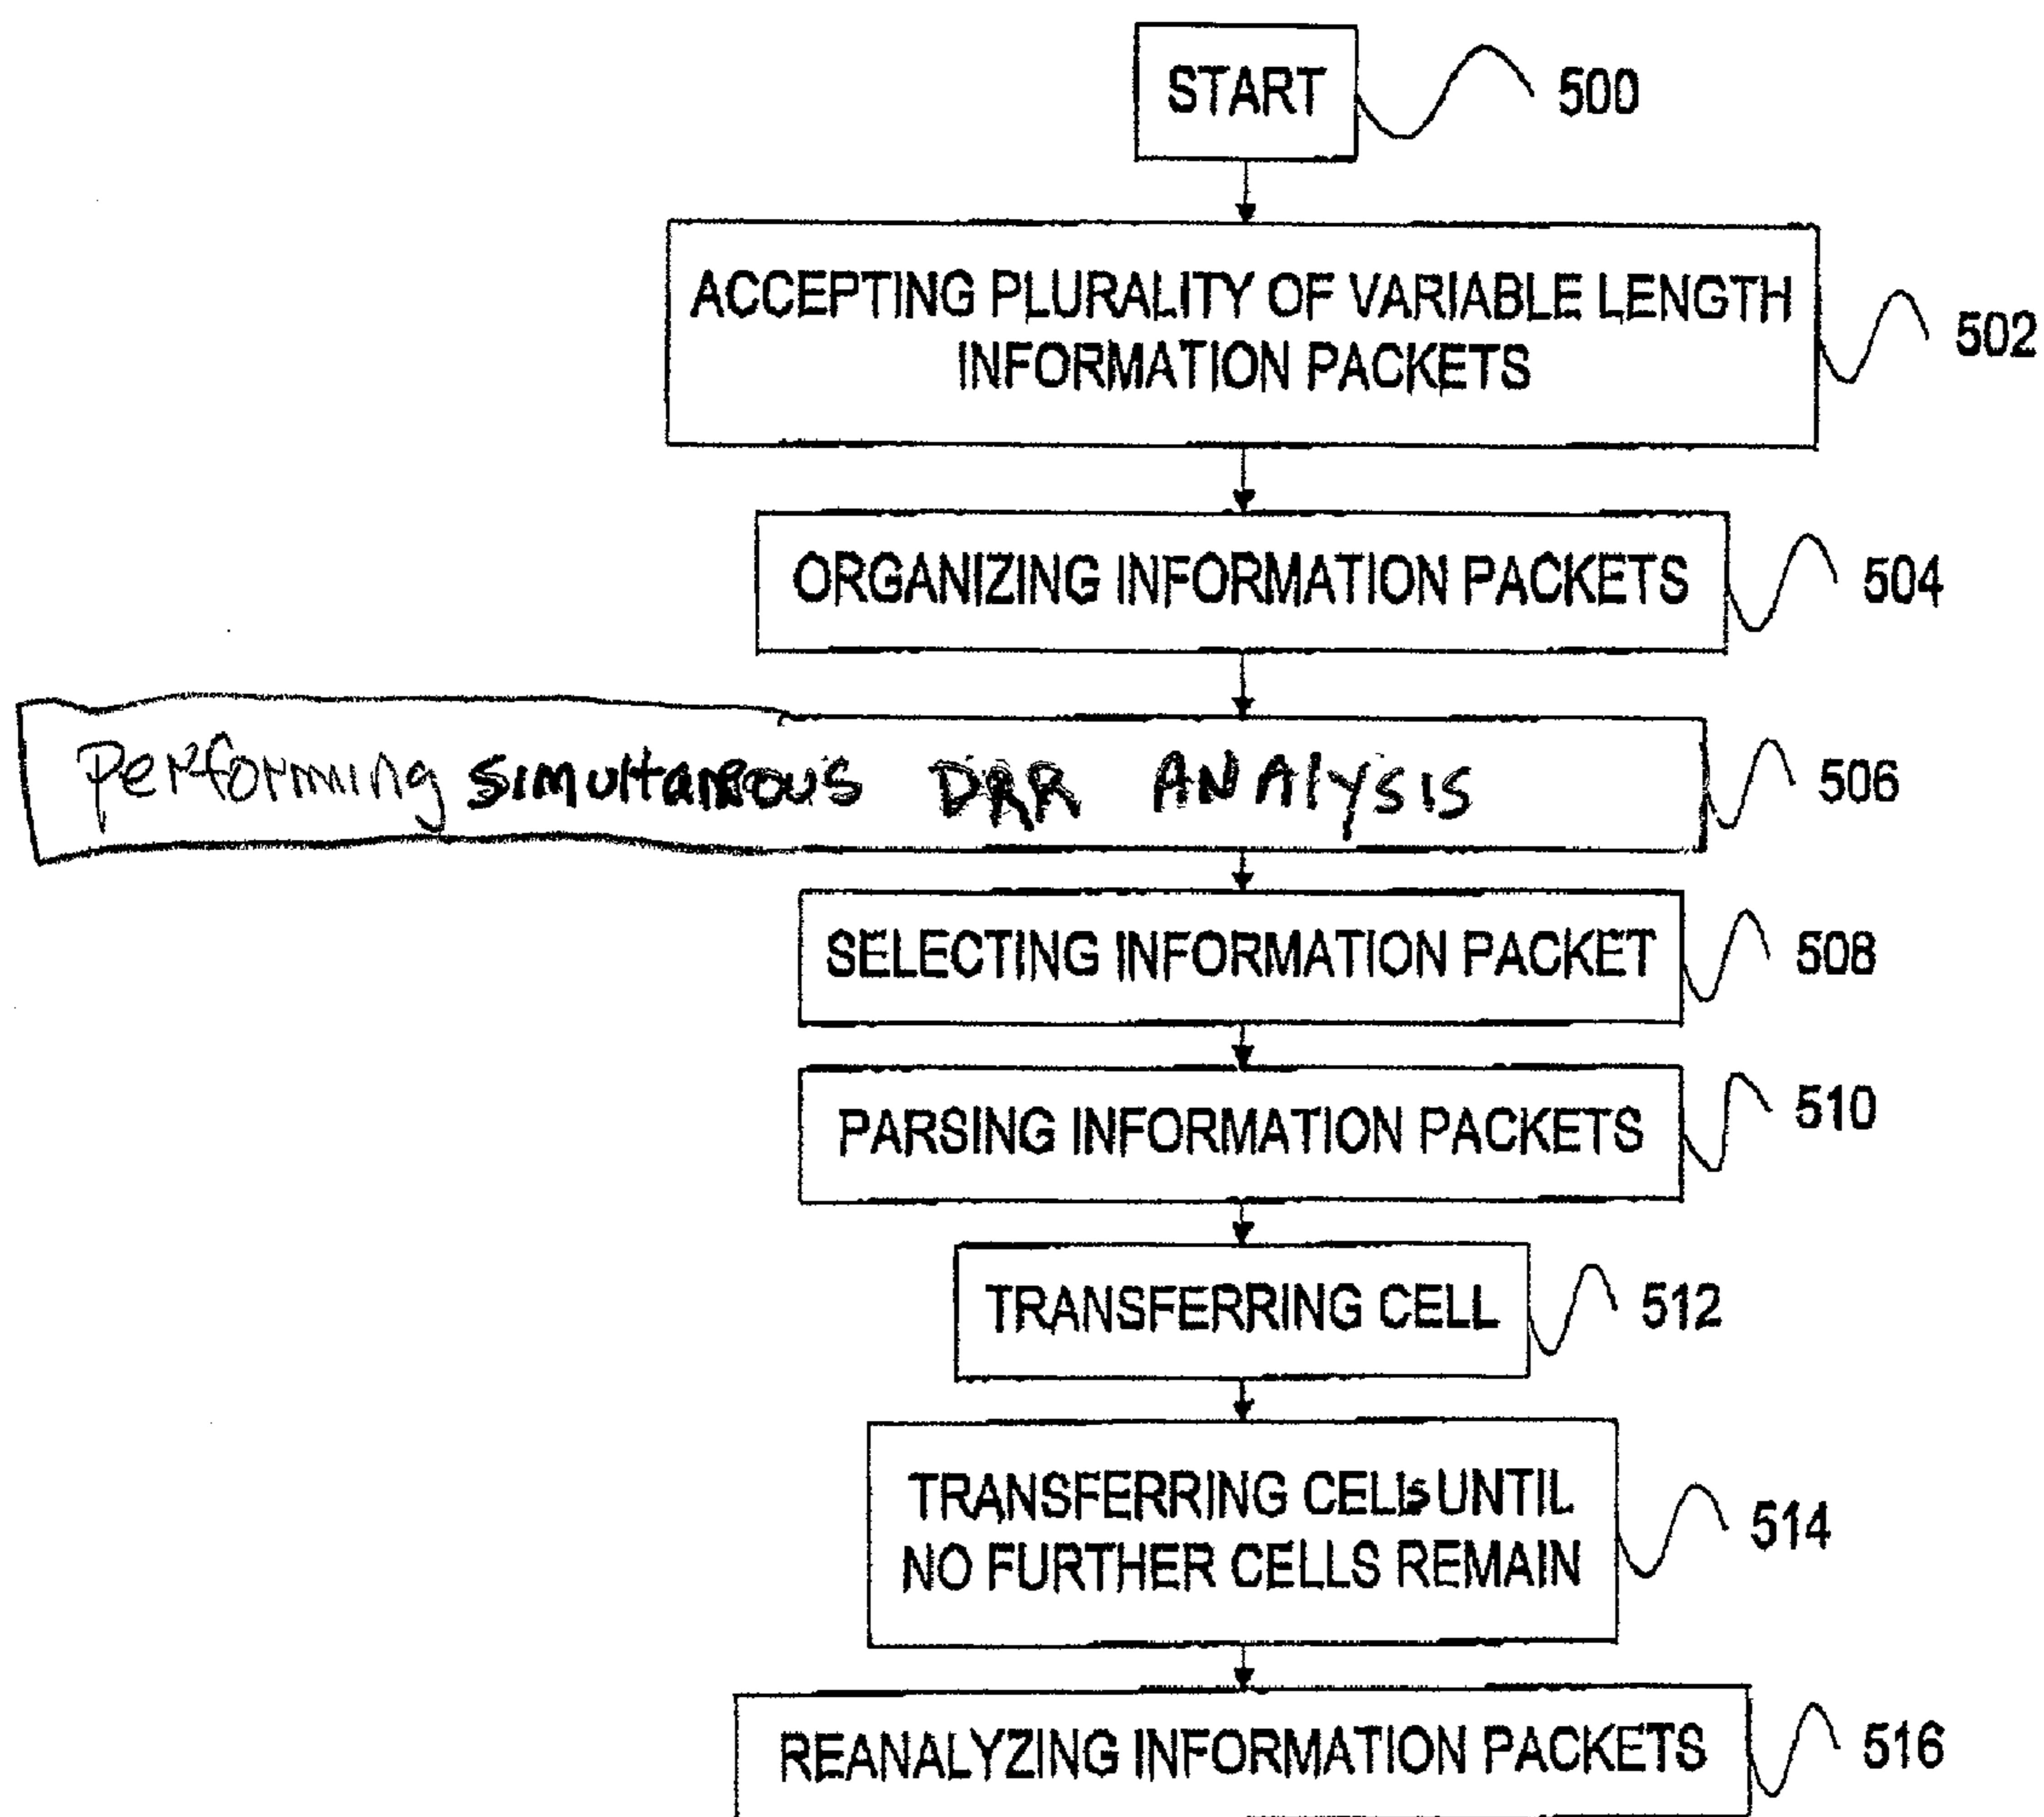 START 500
ACCEPTING PLURALITY OF VARIABLE LENGTH
INFORMATION PACKETS
502
ORGANIZING INFORMATION PACKETS 504
Performing simultaneous DRR ANAlysis 506
SELECTING INFORMATION PACKET 508
PARSING INFORMATION PACKETS 510
TRANSFERRING CELL 512
TRANSFERRING CELLs UNTIL
NO FURTHER CELLS REMAIN
514
REANALYZING INFORMATION PACKETS 516